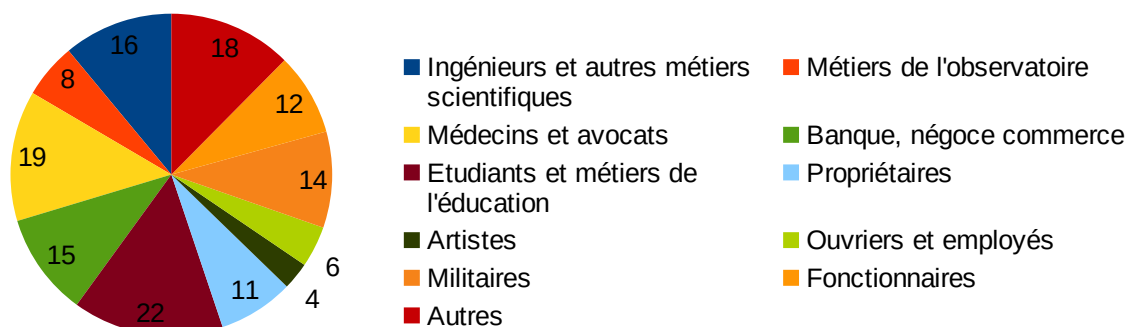 16
18
8
12
19
14
15
6
22
11
4
Ingénieurs et autres métiers
scientifiques
Métiers de l'observatoire
Médecins et avocats
Banque, négoce commerce
Etudiants et métiers de
l'éducation
Propriétaires
Artistes
Ouvriers et employés
Militaires
Fonctionnaires
Autres